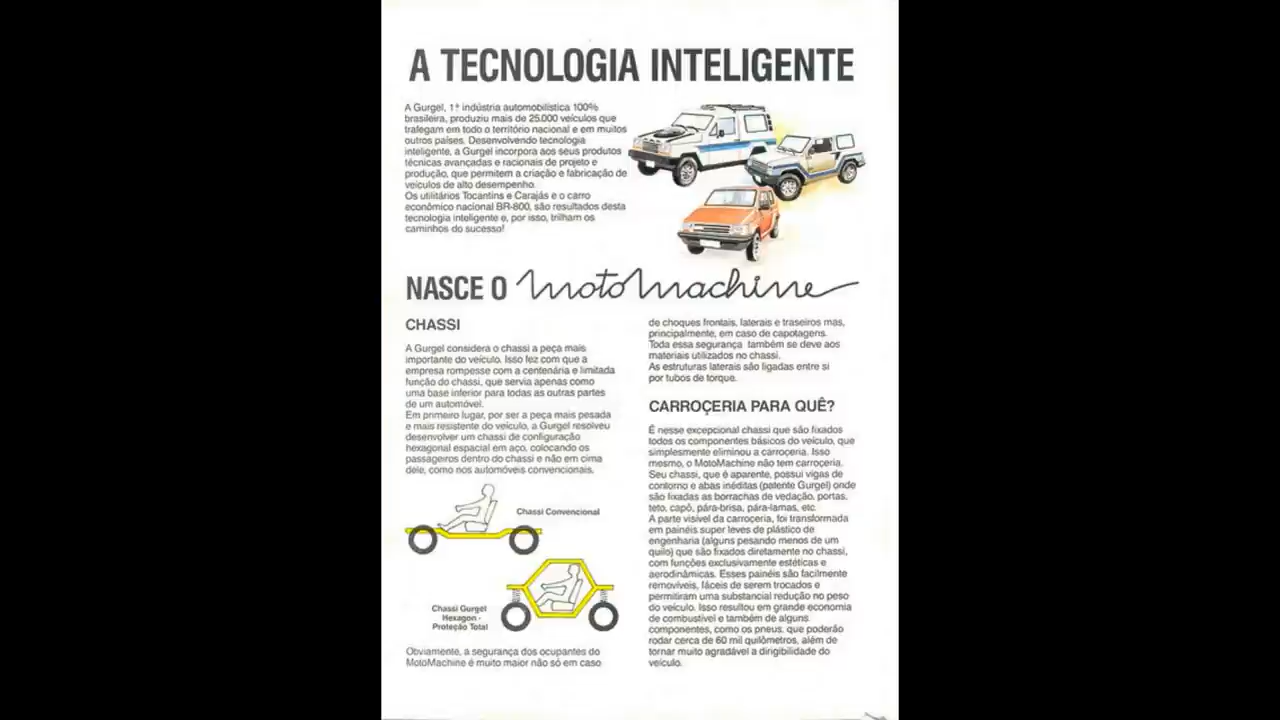 A TECNOLOGIA INTELIGENTE
A Gurgel, 1ª indústria automobilística 100%
brasileira, produziu mais de 25.000 veículos que
trafegam em todo o território nacional e em muitos
outros países. Desenvolvendo tecnologia
inteligente, a Gurgel incorpora aos seus produtos
técnicas avançadas e racionais de projeto e
produção, que permitem a criação e fabricação de
veículos de alto desempenho.
Os utilitários Tocantins e Carajás e o carro
econômico nacional BR-800, são resultados desta
tecnologia inteligente e, por isso, trilham os
caminhos do sucesso!
NASCE O MotoMachine
CHASSI
A Gurgel considera o chassi a peça mais
importante do veículo. Isso fez com que a
empresa rompesse com a centenária e limitada
função do chassi, que servia apenas como
uma base inferior para todas as outras partes
de um automóvel.
Em primeiro lugar, por ser a peça mais pesada
e mais resistente do veículo, a Gurgel resolveu
desenvolver um chassi de configuração
hexagonal espacial em aço, colocando os
passageiros dentro do chassi e não em cima
dele, como nos automóveis convencionais.
Chassi Convencional
Chassi Gurgel
Hexagon -
Proteção Total
Obviamente, a segurança dos ocupantes do
MotoMachine é muito maior não só em caso
de choques frontais, laterais e traseiros mas,
principalmente, em caso de capotagens.
Toda essa segurança também se deve aos
materiais utilizados no chassi.
As estruturas laterais são ligadas entre si
por tubos de torque.
CARROÇERIA PARA QUÊ?
É nesse excepcional chassi que são fixados
todos os componentes básicos do veículo, que
simplesmente eliminou a carroçeria. Isso
mesmo, o MotoMachine não tem carroçeria.
Seu chassi, que é aparente, possui vigas de
contorno e abas inéditas (patente Gurgel) onde
são fixadas as borrachas de vedação, portas,
teto, capô, pára-brisa, pára-lamas, etc.
A parte visível da carroçeria, foi transformada
em painéis super leves de plástico de
engenharia (alguns pesando menos de um
quilo) que são fixados diretamente no chassi,
com funções exclusivamente estéticas e
aerodinâmicas. Esses painéis são facilmente
removíveis, fáceis de serem trocados e
permitiram uma substancial redução no peso
do veículo. Isso resultou em grande economia
de combustível e também de alguns
componentes, como os pneus, que poderão
rodar cerca de 60 mil quilômetros, além de
tornar muito agradável a dirigibilidade do
veículo.